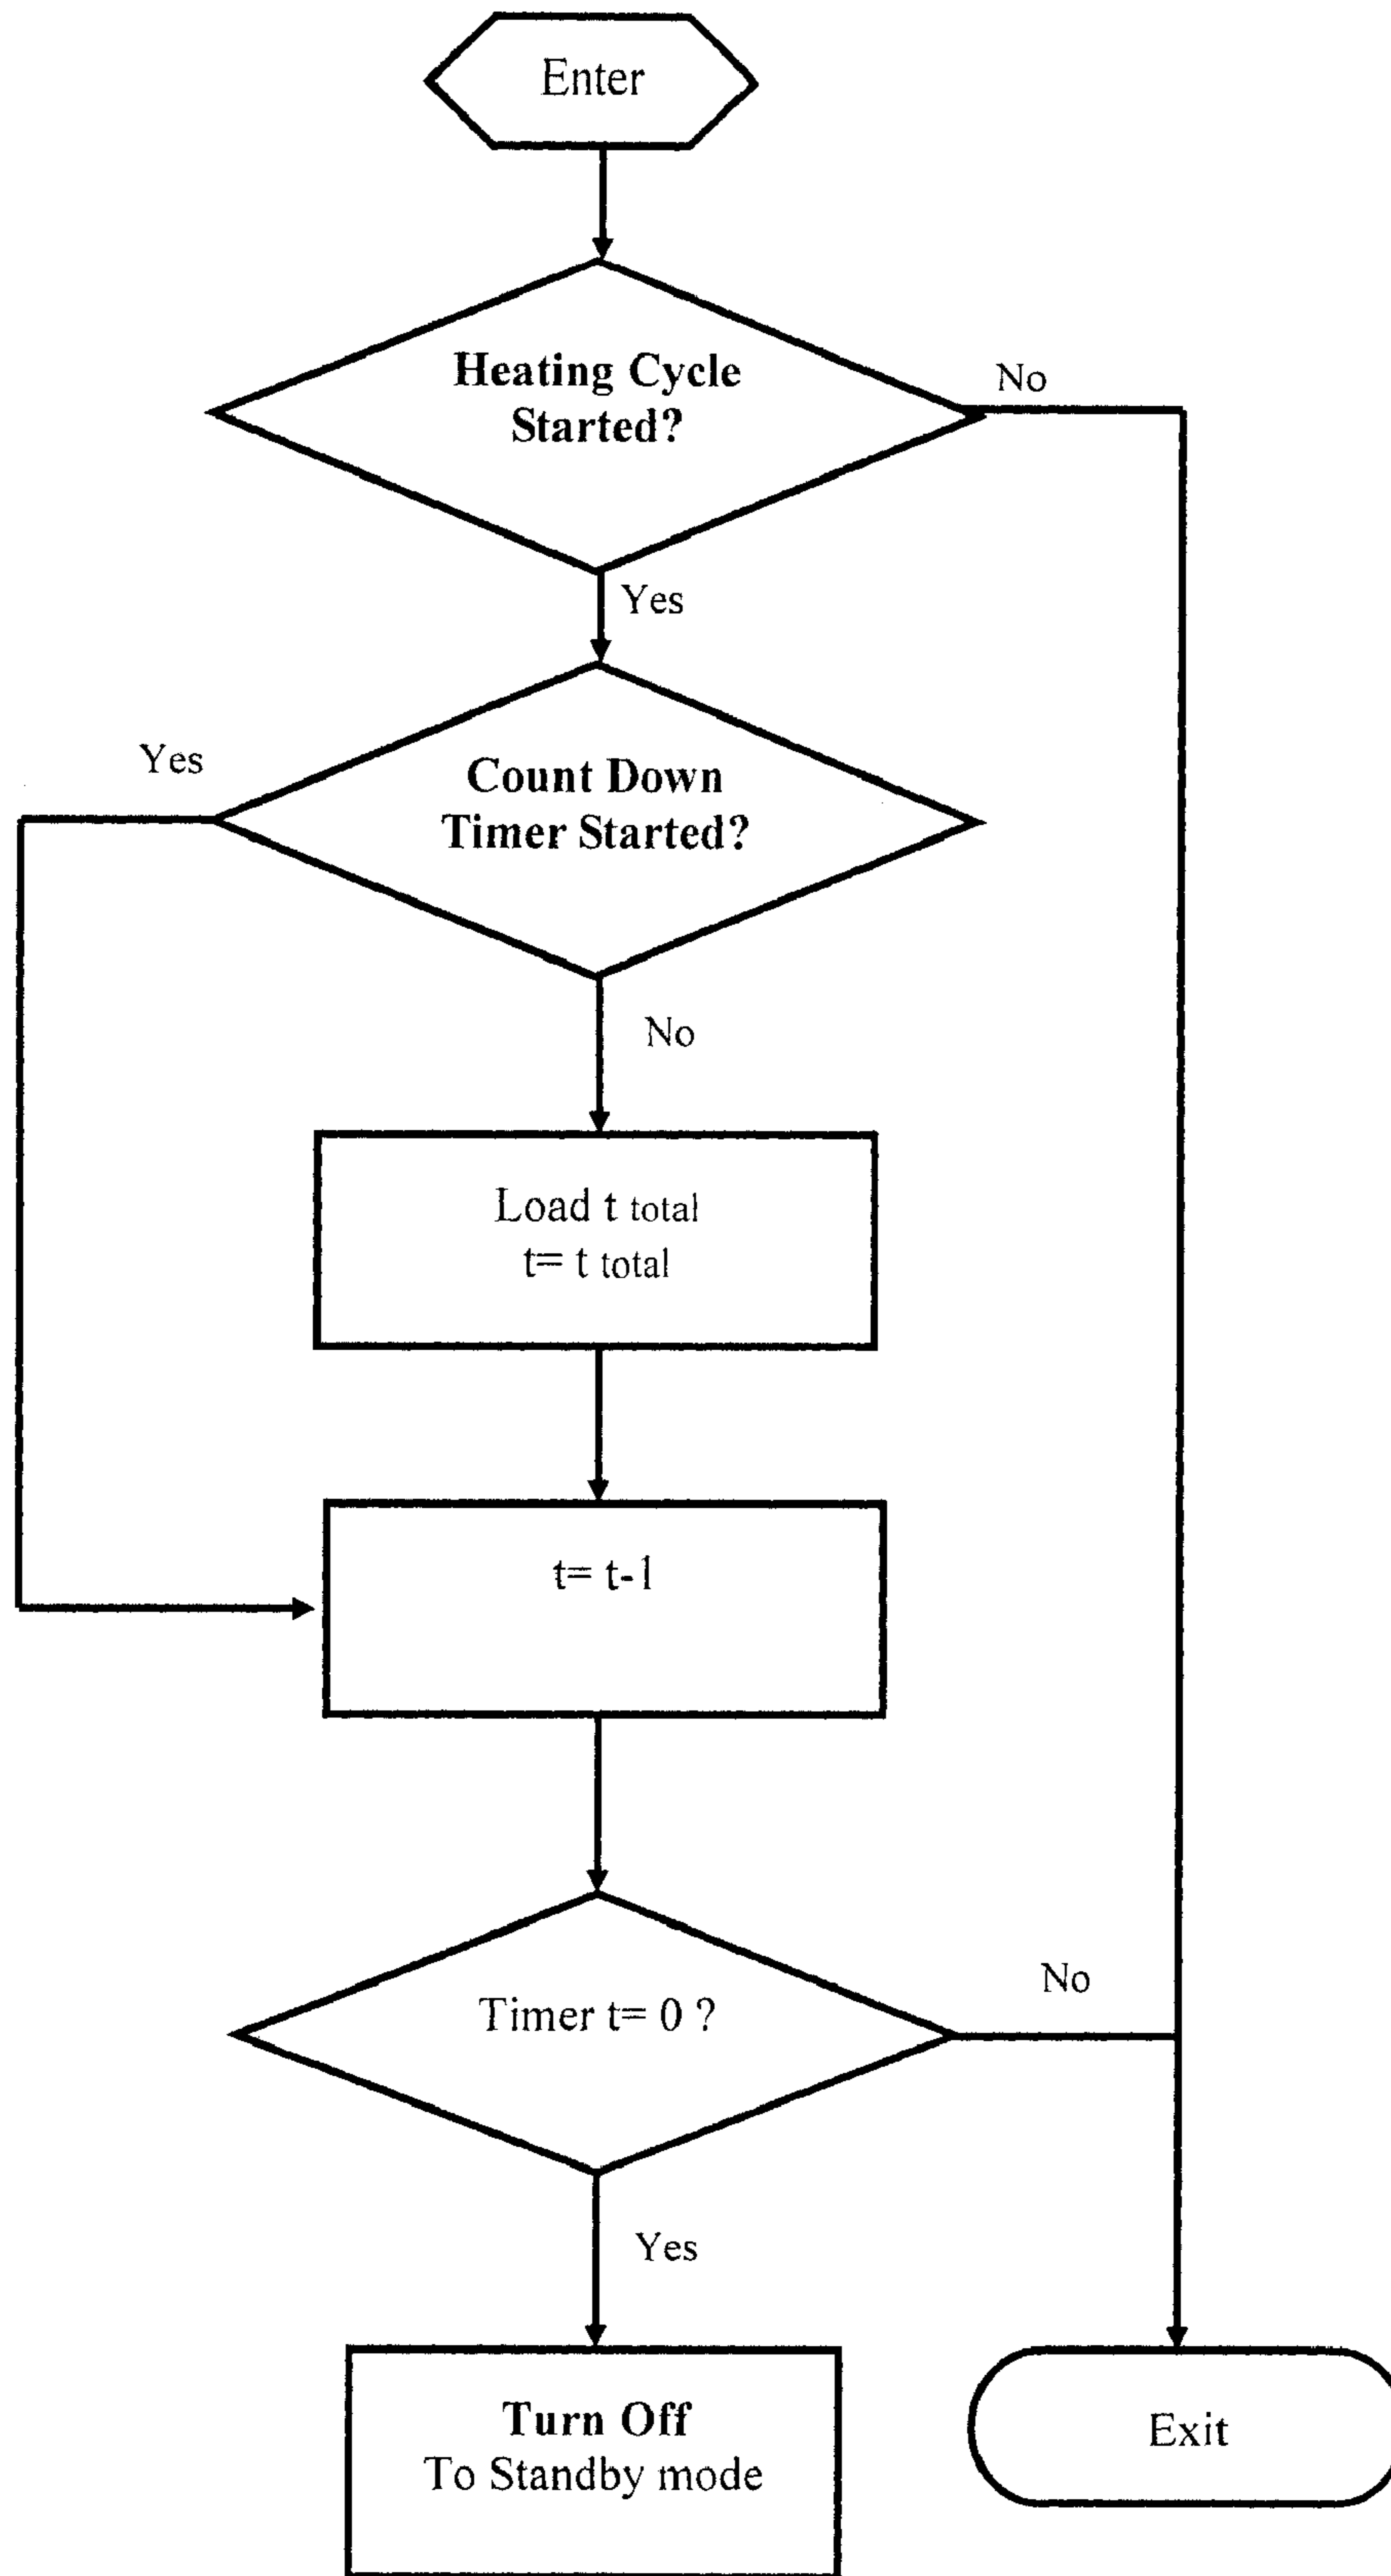 Enter
Heating Cycle
Started?
No
Yes
Yes
Count Down
Timer Started?
No
Load t total
t= t total
t= t-1
Timer t= 0 ?
No
Yes
Turn Off
To Standby mode
Exit